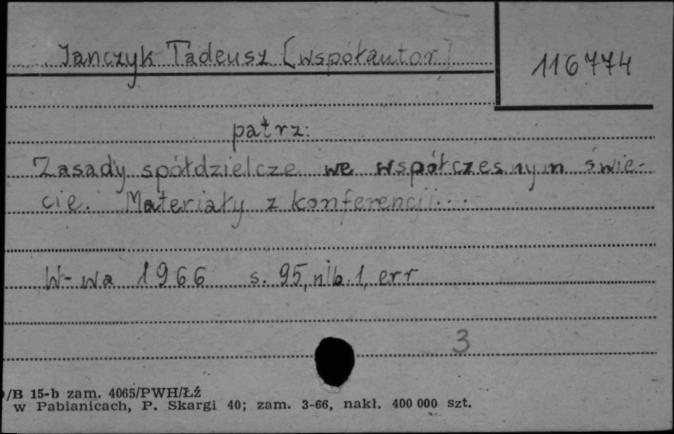 Janczyk Tadeusz [współautor]
116774
patrz:
Zasady spółdzielcze we współczesnym świe-
cie. Materiały z konferencji...
W-wa 1966 s. 95, nlb. 1, err
3
/B 15-b zam. 4065/PWH/Łź
w Pabianicach, P. Skargi 40; zam. 3-66, nakł. 400 000 szt.